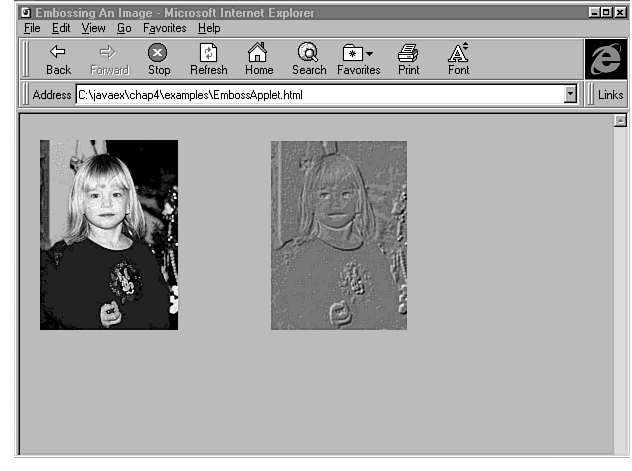 Embossing An Image - Microsoft Internet Explorer
File Edit View Go Favorites Help
Back Forward Stop Refresh Home Search Favorites Print Font
Address C:\javaex\chap4\examples\EmbossApplet.html Links